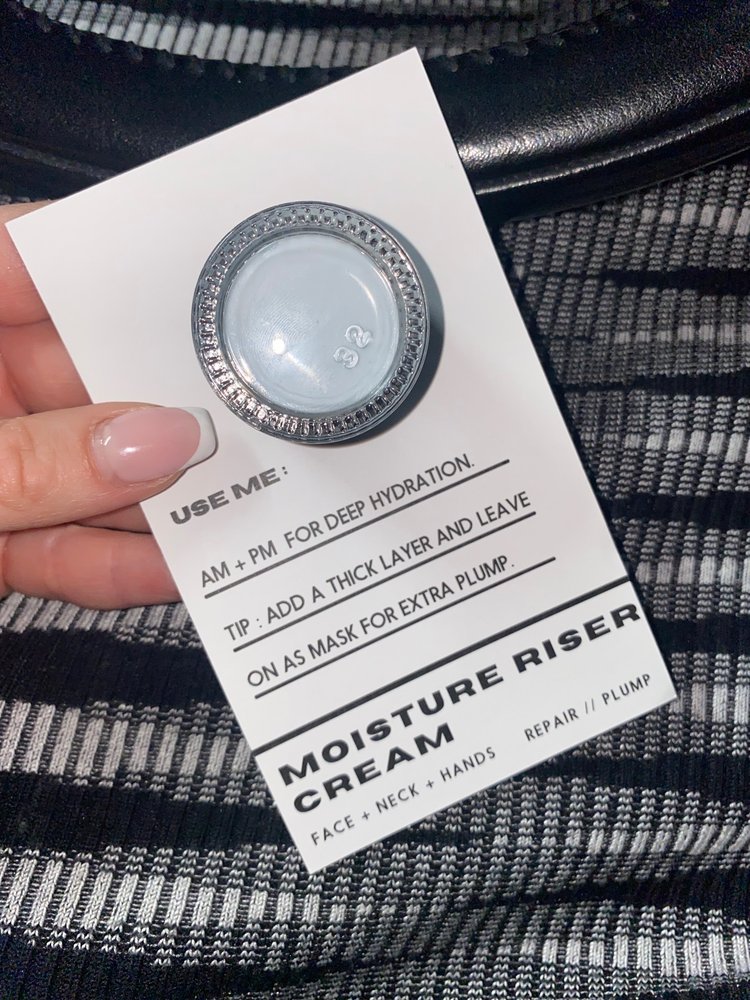 32
USE ME:
AM + PM FOR DEEP HYDRATION.
TIP : ADD A THICK LAYER AND LEAVE
ON AS MASK FOR EXTRA PLUMP.
MOISTURE RISER
CREAM
REPAIR // PLUMP
FACE + NECK + HANDS